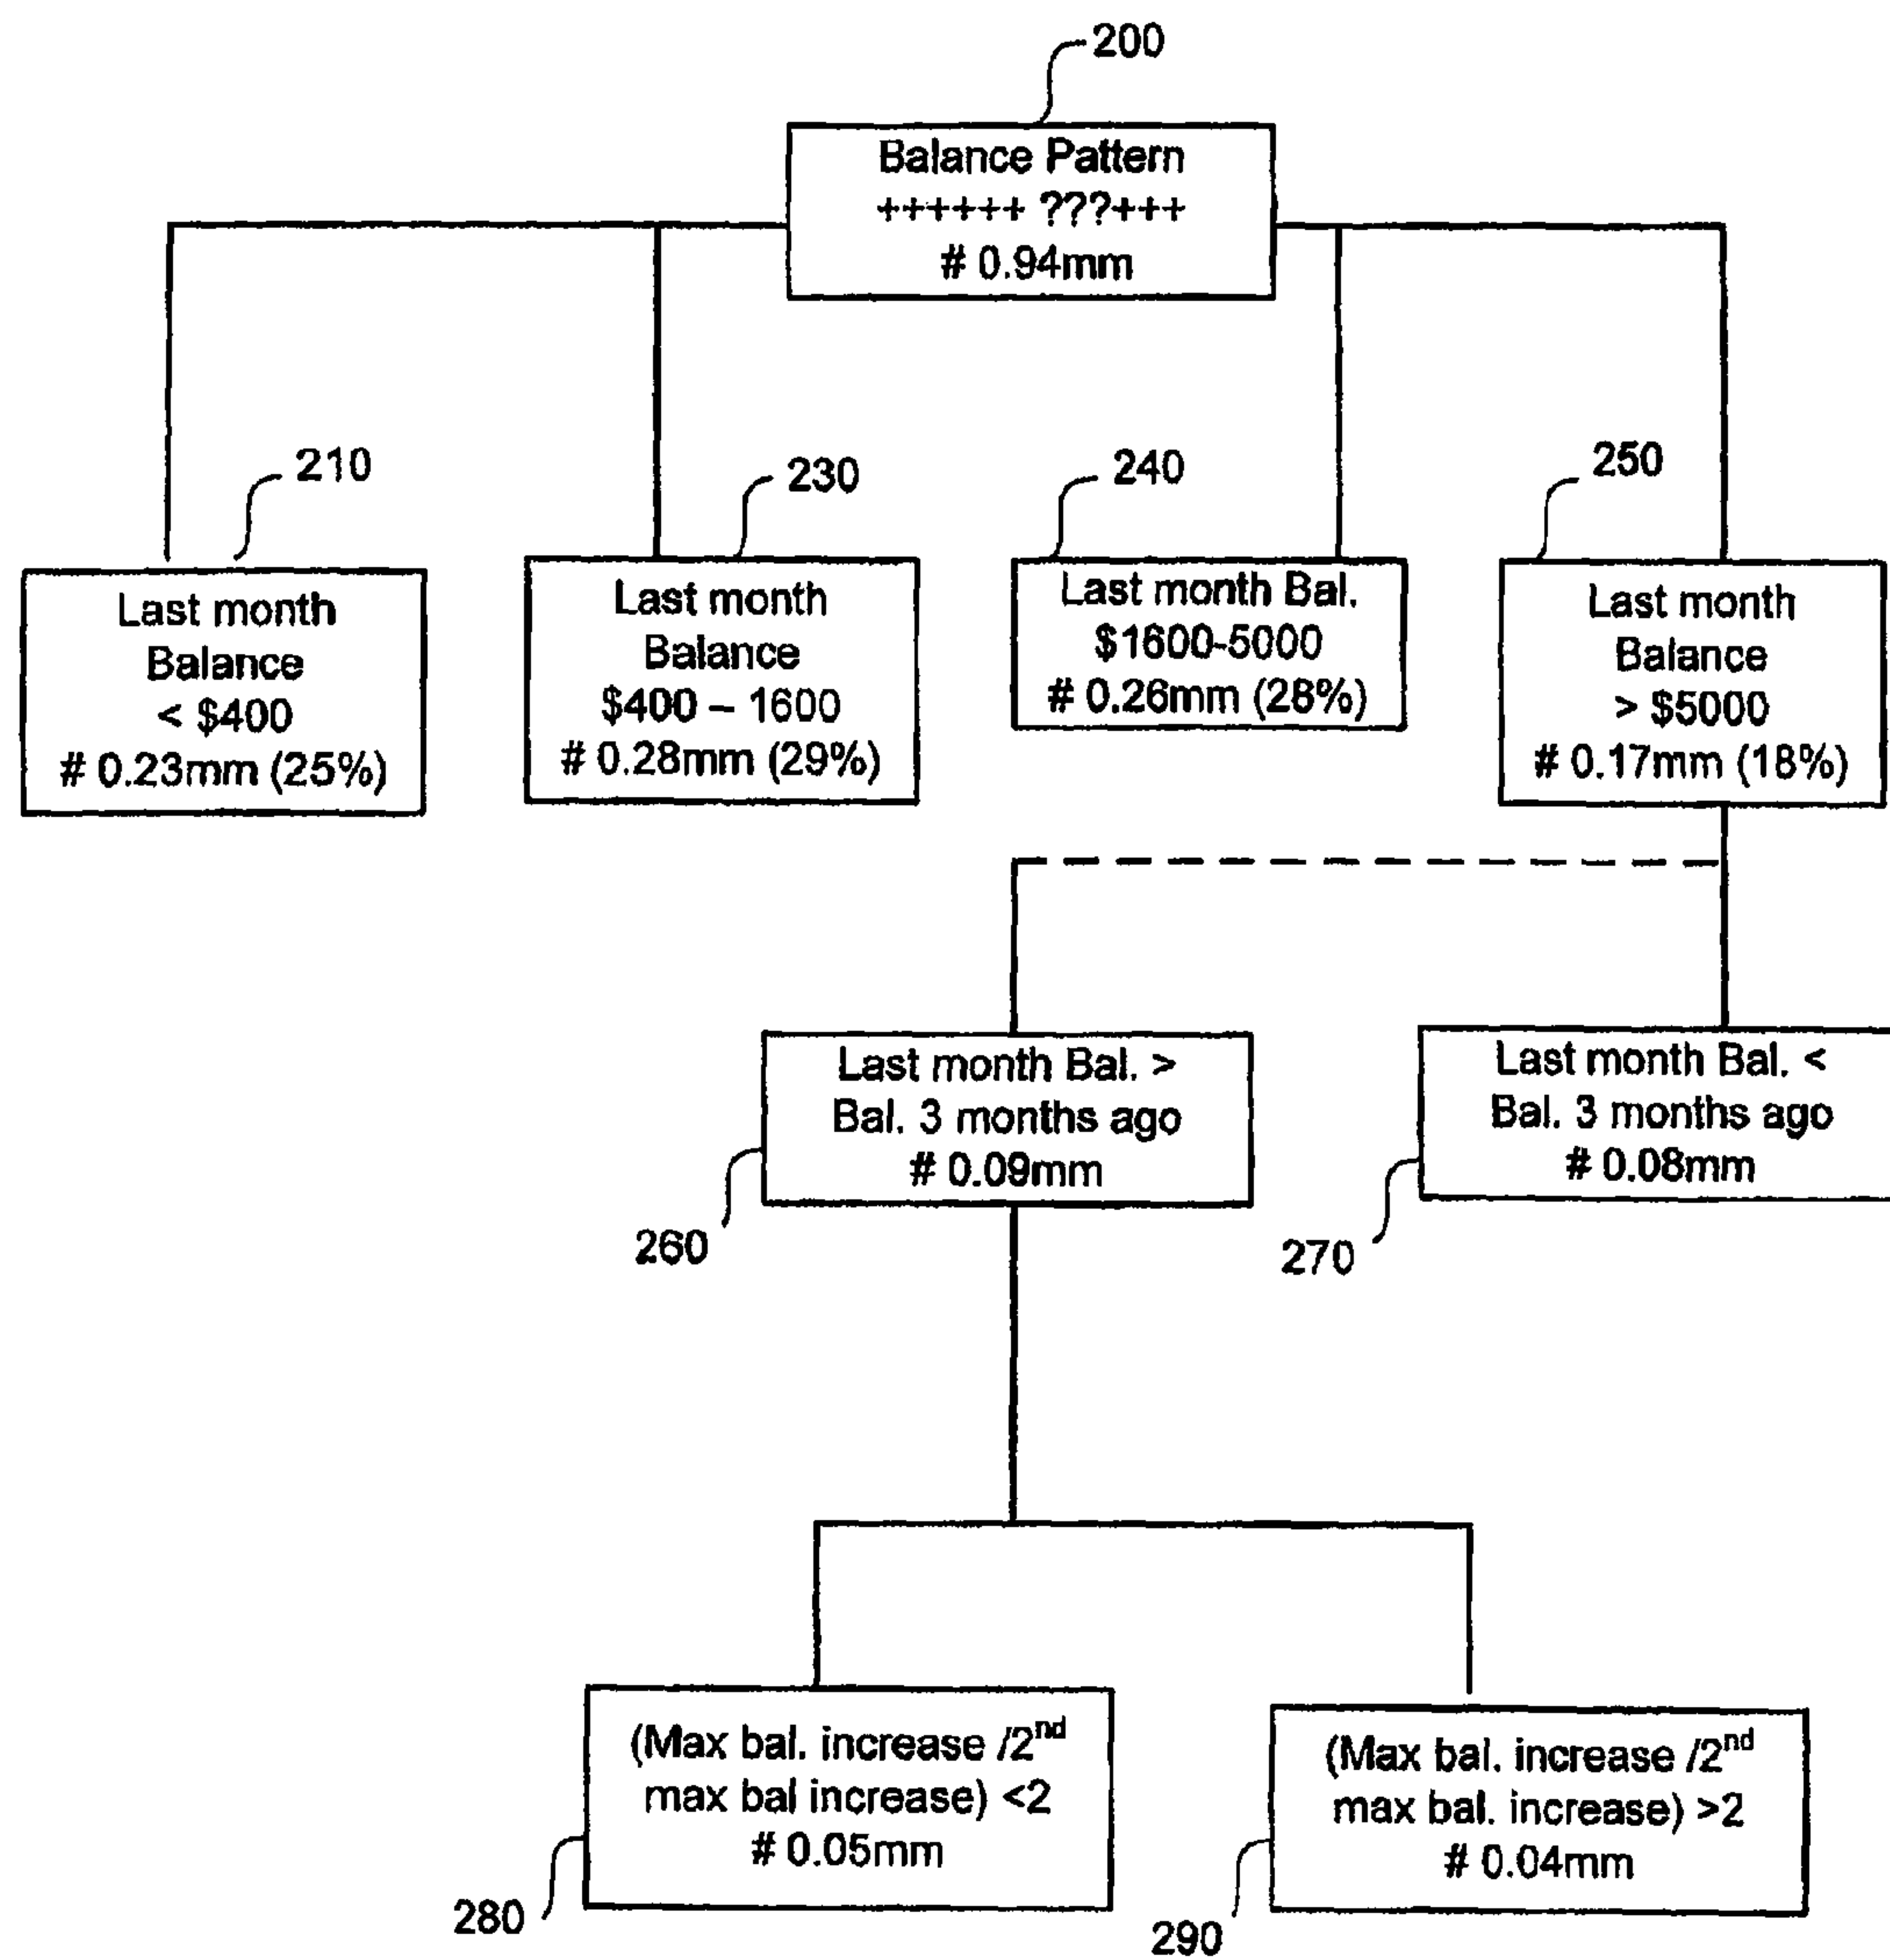 200
Balance Pattern
++++++ ???+++
# 0.94mm
210
230
240
250
Last month
Balance
< $400
# 0.23mm (25%)
Last month
Balance
$400 – 1600
# 0.28mm (29%)
Last month Bal.
$1600-5000
# 0.26mm (28%)
Last month
Balance
> $5000
# 0.17mm (18%)
Last month Bal. >
Bal. 3 months ago
# 0.09mm
260
Last month Bal. <
Bal. 3 months ago
# 0.08mm
270
(Max bal. increase /2nd
max bal increase) <2
# 0.05mm
280
(Max bal. increase /2nd
max bal. increase) >2
# 0.04mm
290